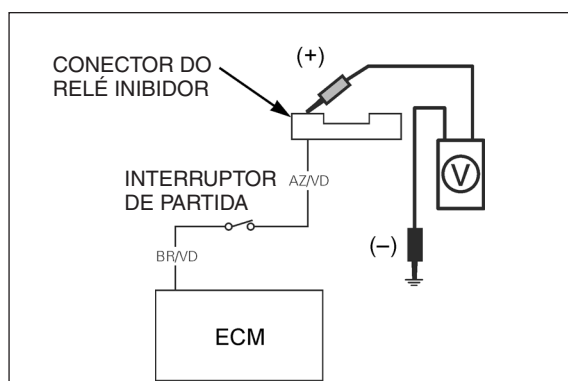 CONECTOR DO
RELÉ INIBIDOR
(+)
V
INTERRUPTOR
DE PARTIDA
AZ/VD
(–)
BR/VD
ECM